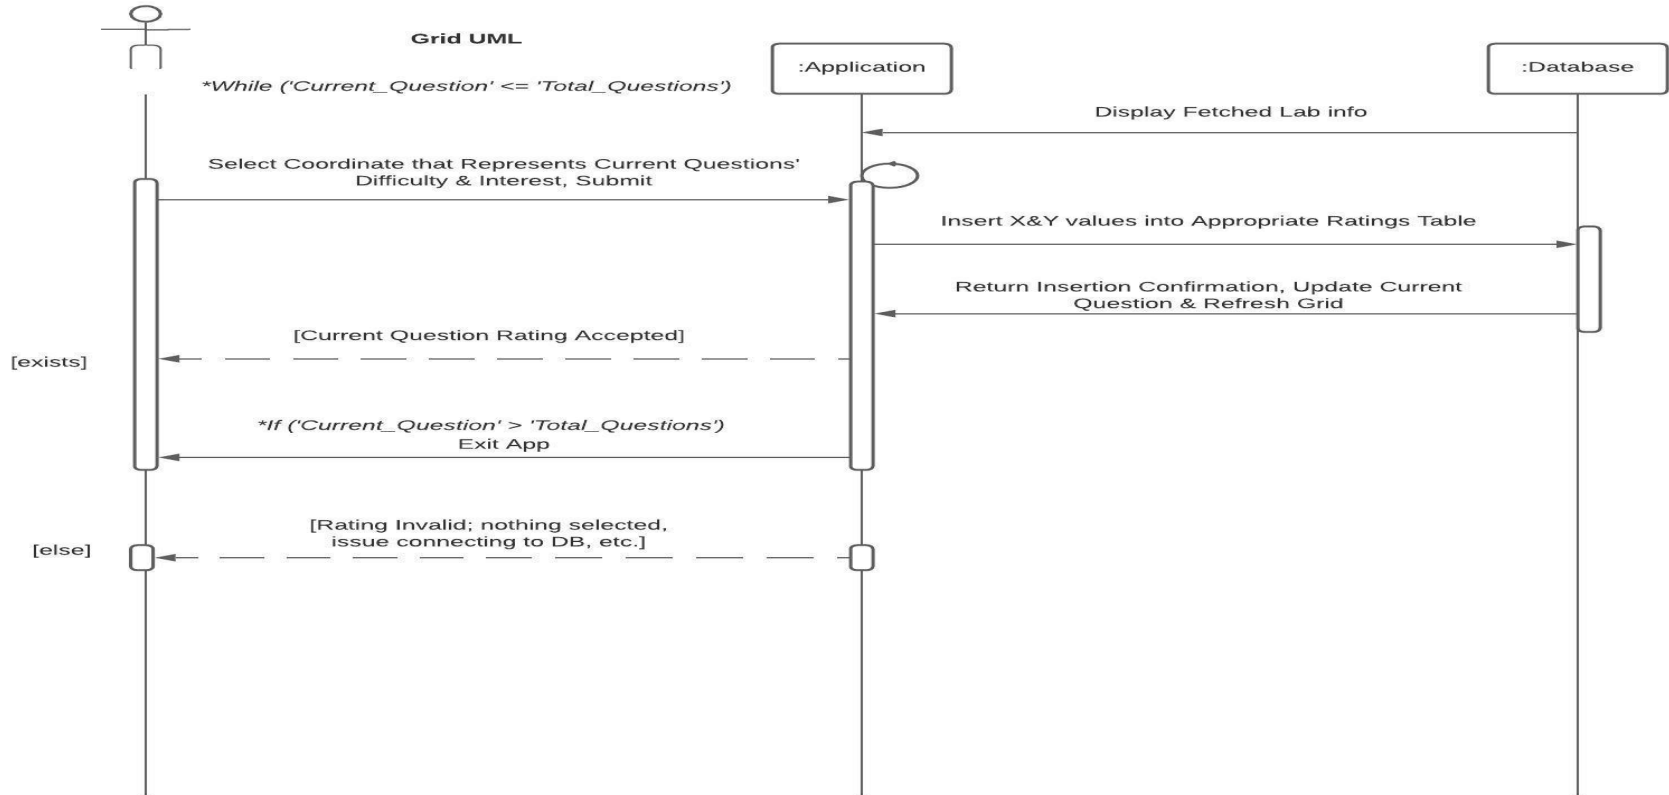 Grid UML
:Application
:Database
*While ('Current_Question' <= 'Total_Questions')
Display Fetched Lab info
Select Coordinate that Represents Current Questions'
Difficulty & Interest, Submit
Insert X&Y values into Appropriate Ratings Table
Return Insertion Confirmation, Update Current
Question & Refresh Grid
[Current Question Rating Accepted]
[exists]
*If ('Current_Question' > 'Total_Questions')
Exit App
[Rating Invalid; nothing selected,
issue connecting to DB, etc.]
[else]